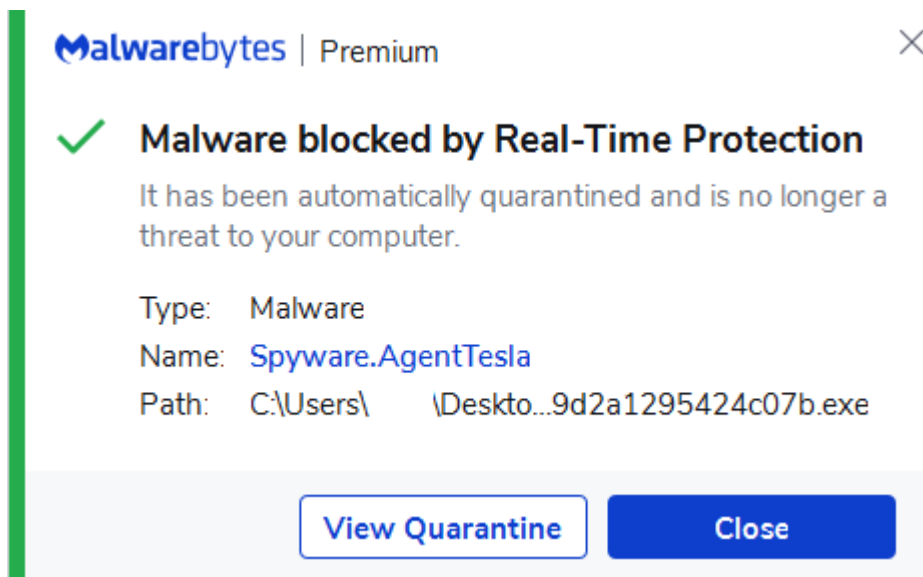 Malwarebytes | Premium
Malware blocked by Real-Time Protection
It has been automatically quarantined and is no longer a
threat to your computer.
Type: Malware
Name: Spyware.AgentTesla
Path: C:\Users\ \Deskto...9d2a1295424c07b.exe
View Quarantine Close